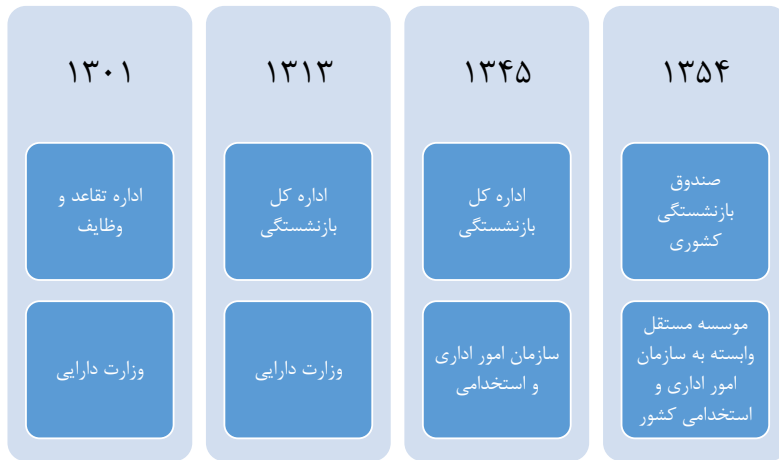 ۱۳۰۱
اداره تقاعد و
وظایف
وزارت دارایی
۱۳۱۳
اداره کل
بازنشستگی
وزارت دارایی
۱۳۴۵
اداره کل
بازنشستگی
سازمان امور اداری
و استخدامی
۱۳۵۴
صندوق
بازنشستگی
کشوری
موسسه مستقل
وابسته به سازمان
امور اداری و
استخدامی کشور